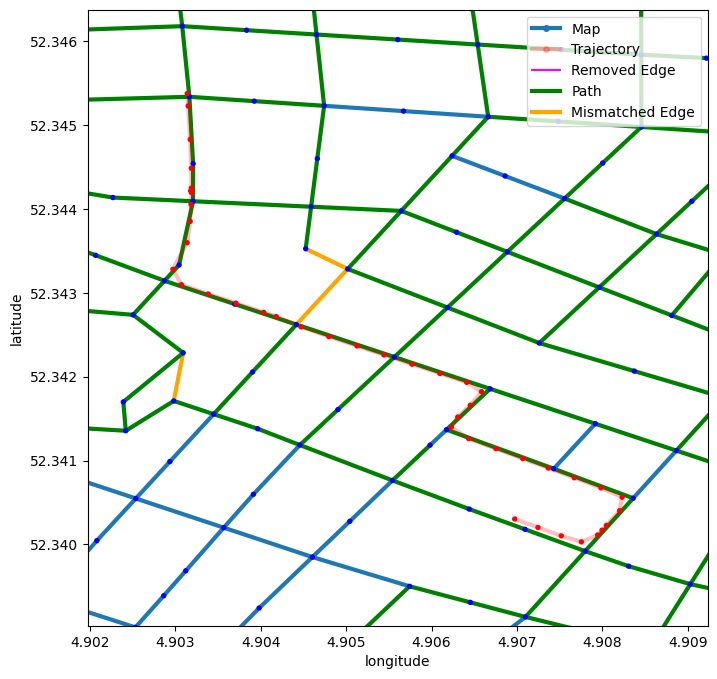 52.346
52.345
52.344
52.343
52.342
52.341
52.340
latitude
4.902
4.903
4.904
4.905
4.906
4.907
4.908
4.909
longitude
Map
Trajectory
Removed Edge
Path
Mismatched Edge